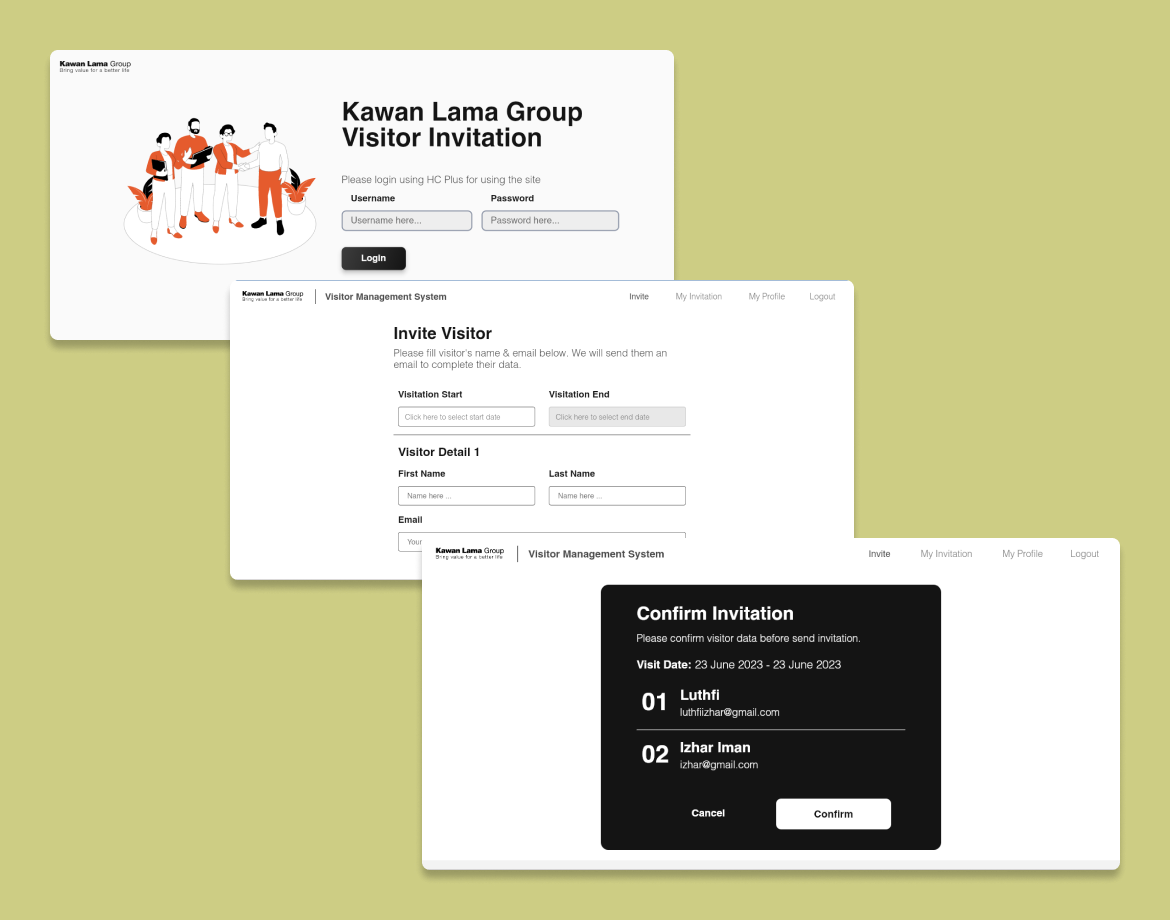 Kawan Lama Group
Bring value for a better life
Kawan Lama Group
Visitor Invitation
Please login using HC Plus for using the site
Username Password
Username here... Password here...
Login
Kawan Lama Group
Bring value for a better life
Visitor Management System
Invite My Invitation My Profile Logout
Invite Visitor
Please fill visitor's name & email below. We will send them an
email to complete their data.
Visitation Start Visitation End
Click here to select start date Click here to select end date
Visitor Detail 1
First Name Last Name
Name here ... Name here ...
Email
Your
Kawan Lama Group
Bring value for a better life
Visitor Management System
Invite My Invitation My Profile Logout
Confirm Invitation
Please confirm visitor data before send invitation.
Visit Date: 23 June 2023 - 23 June 2023
01 Luthfi
luthfiizhar@gmail.com
02 Izhar Iman
izhar@gmail.com
Cancel Confirm